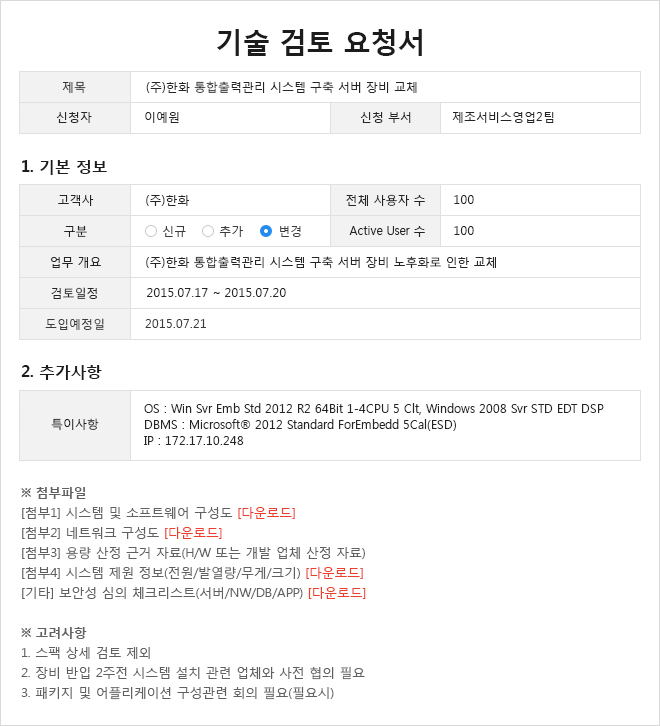 기술 검토 요청서
제목 (주)한화 통합출력관리 시스템 구축 서버 장비 교체
신청자 이예원 신청 부서 제조서비스영업2팀
1. 기본 정보
고객사 (주)한화 전체 사용자 수 100
구분 신규 추가 변경 Active User 수 100
업무 개요 (주)한화 통합출력관리 시스템 구축 서버 장비 노후화로 인한 교체
검토일정 2015.07.17 ~ 2015.07.20
도입예정일 2015.07.21
2. 추가사항
특이사항
OS : Win Svr Emb Std 2012 R2 64Bit 1-4CPU 5 Clt, Windows 2008 Svr STD EDT DSP
DBMS : Microsoft® 2012 Standard ForEmbedd 5Cal(ESD)
IP : 172.17.10.248
※ 첨부파일
[첨부1] 시스템 및 소프트웨어 구성도 [다운로드]
[첨부2] 네트워크 구성도 [다운로드]
[첨부3] 용량 산정 근거 자료(H/W 또는 개발 업체 산정 자료)
[첨부4] 시스템 제원 정보(전원/발열량/무게/크기) [다운로드]
[기타] 보안성 심의 체크리스트(서버/NW/DB/APP) [다운로드]
※ 고려사항
1. 스팩 상세 검토 제외
2. 장비 반입 2주전 시스템 설치 관련 업체와 사전 협의 필요
3. 패키지 및 어플리케이션 구성관련 회의 필요(필요시)